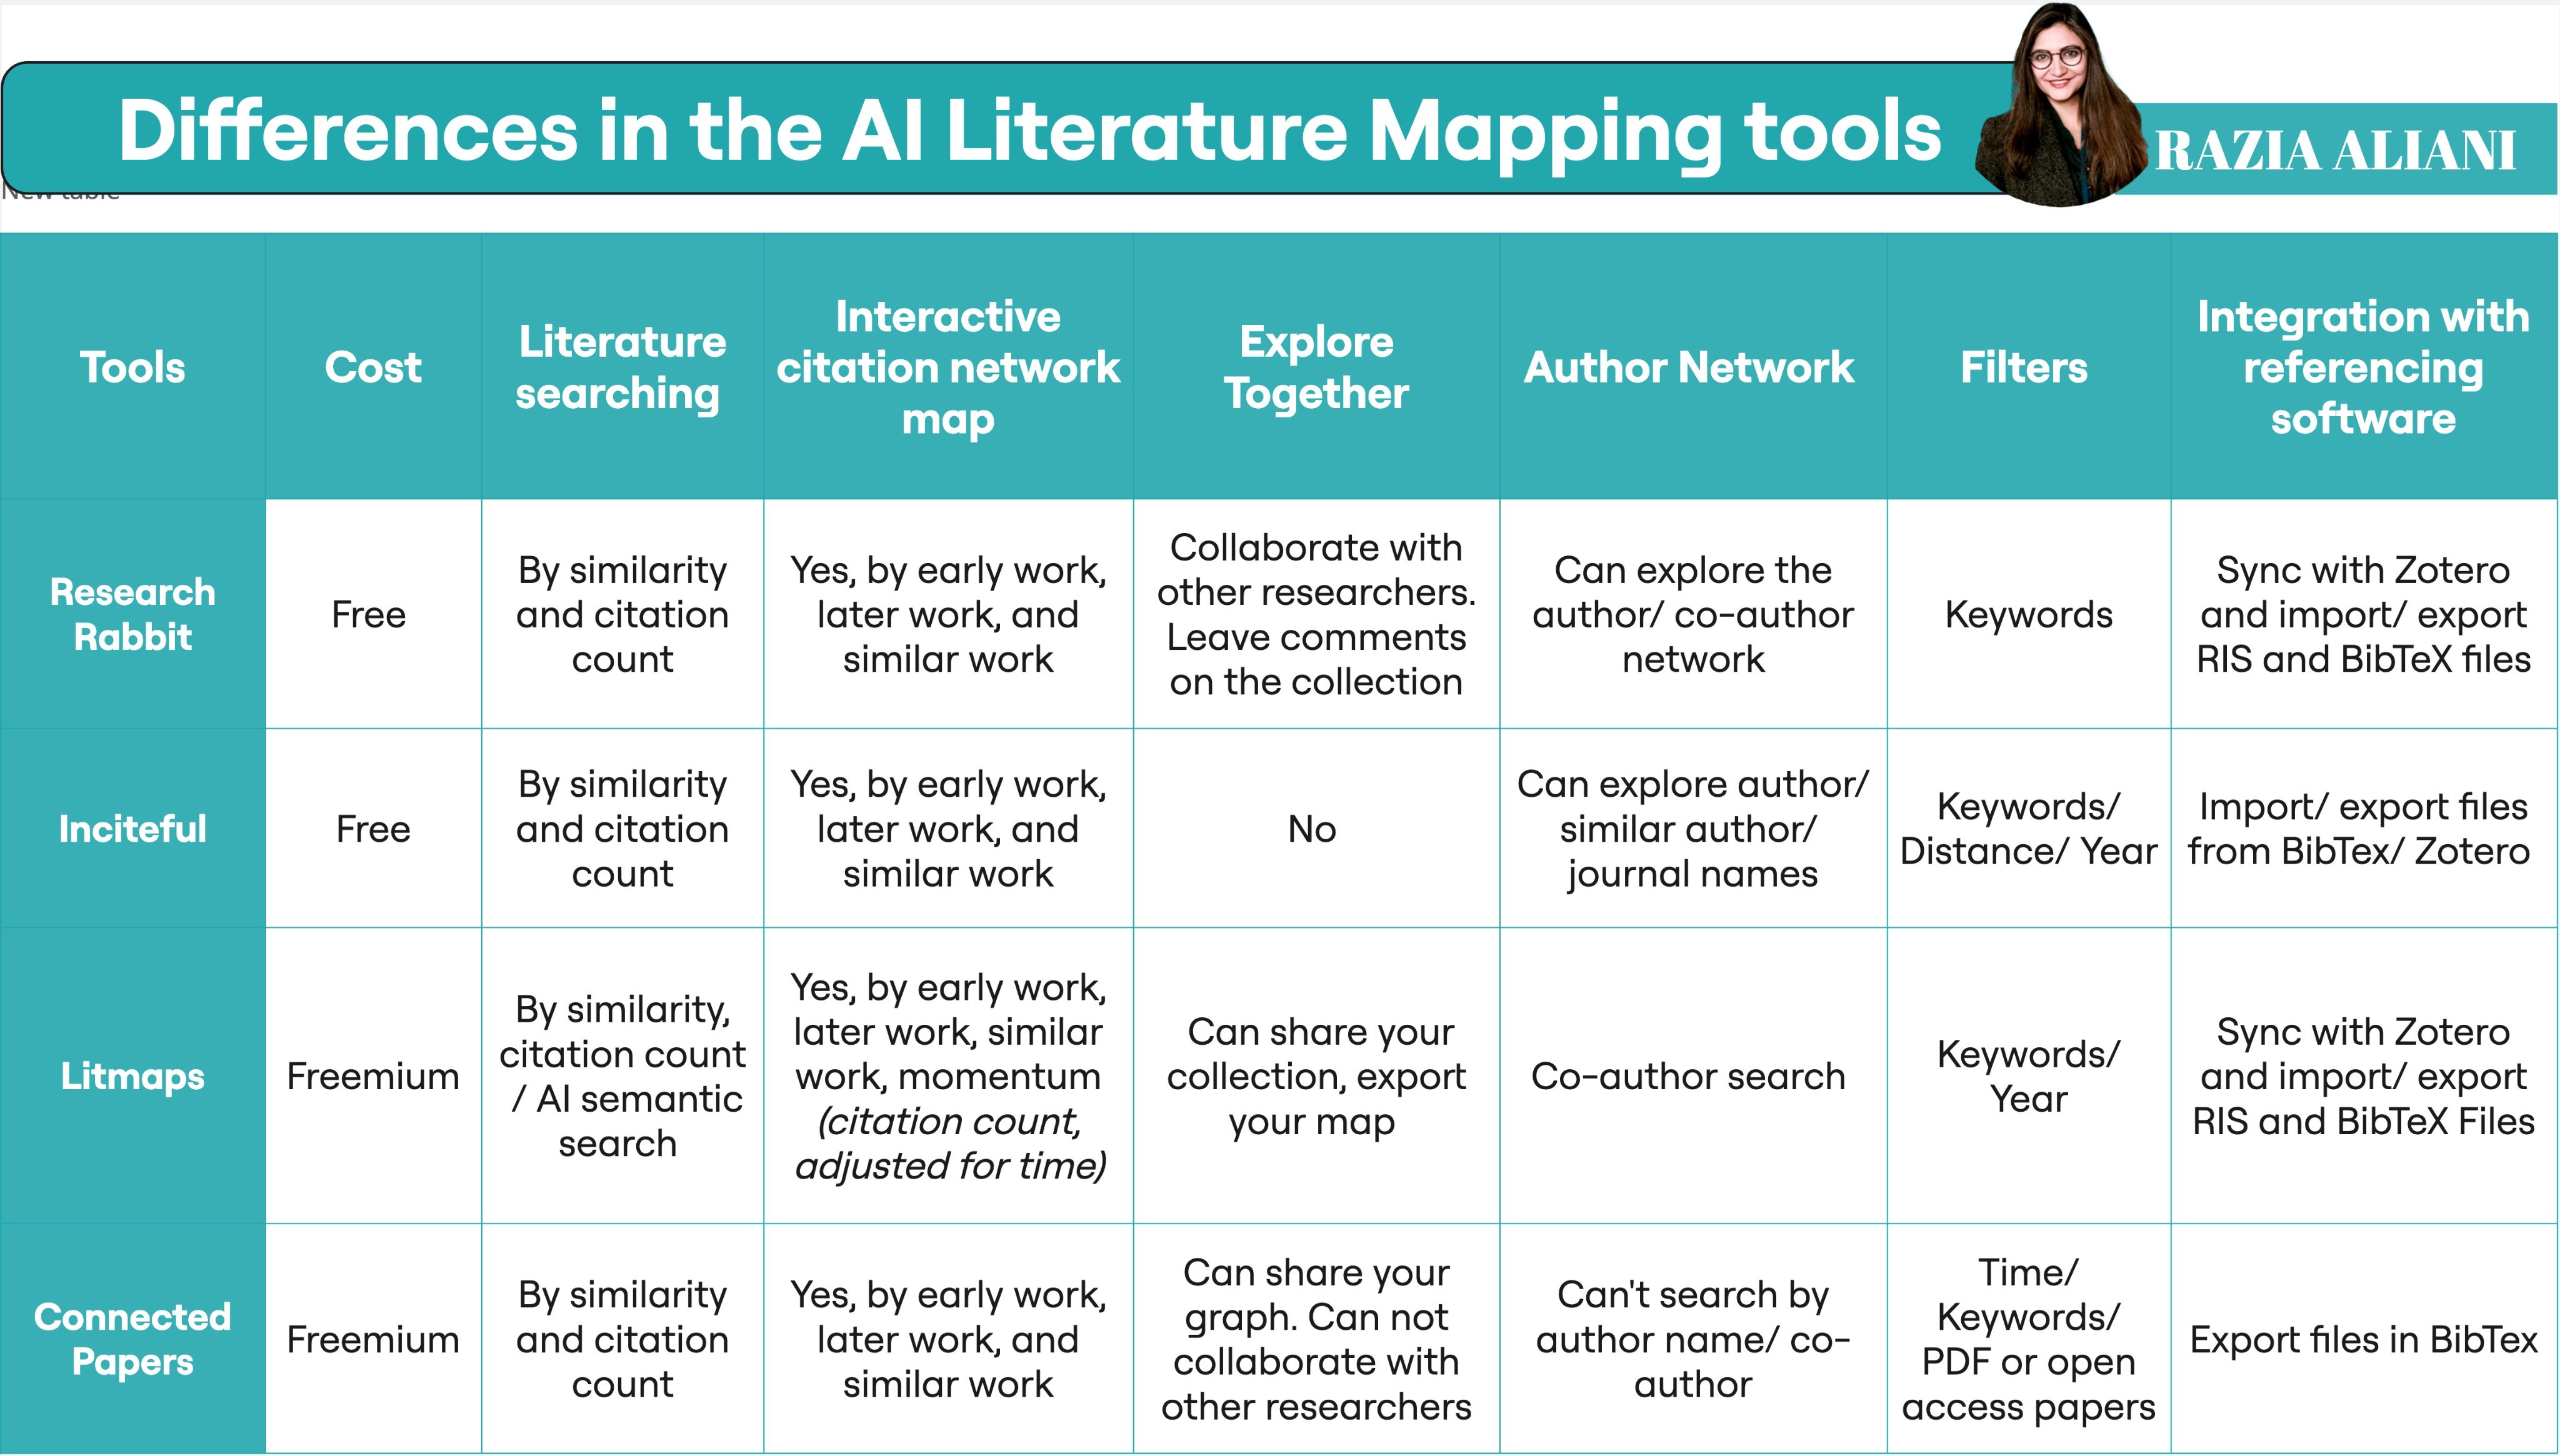 Differences in the AI Literature Mapping tools
RAZIA ALIANI
New table
Tools
Cost
Literature
searching
Interactive
citation network
map
Explore
Together
Author Network
Filters
Integration with
referencing
software
Research
Rabbit
Free
By similarity
and citation
count
Yes, by early work,
later work, and
similar work
Collaborate with
other researchers.
Leave comments
on the collection
Can explore the
author/ co-author
network
Keywords
Sync with Zotero
and import/ export
RIS and BibTeX files
Inciteful
Free
By similarity
and citation
count
Yes, by early work,
later work, and
similar work
No
Can explore author/
similar author/
journal names
Keywords/
Distance/ Year
Import/ export files
from BibTex/ Zotero
Litmaps
Freemium
By similarity,
citation count
/ AI semantic
search
Yes, by early work,
later work, similar
work, momentum
(citation count,
adjusted for time)
Can share your
collection, export
your map
Co-author search
Keywords/
Year
Sync with Zotero
and import/ export
RIS and BibTeX Files
Connected
Papers
Freemium
By similarity
and citation
count
Yes, by early work,
later work, and
similar work
Can share your
graph. Can not
collaborate with
other researchers
Can't search by
author name/ co-
author
Time/
Keywords/
PDF or open
access papers
Export files in BibTex